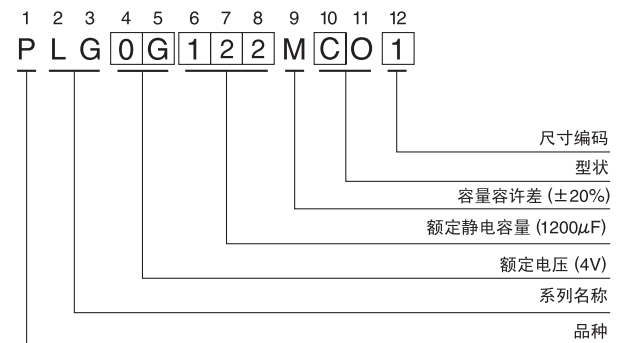 1 2 3 4 5 6 7 8 9 10 11 12
P L G 0 G 1 2 2 M C O 1
尺寸编码
型状
容量容许差 (±20%)
额定静电容量 (1200μF)
额定电压 (4V)
系列名称
品种